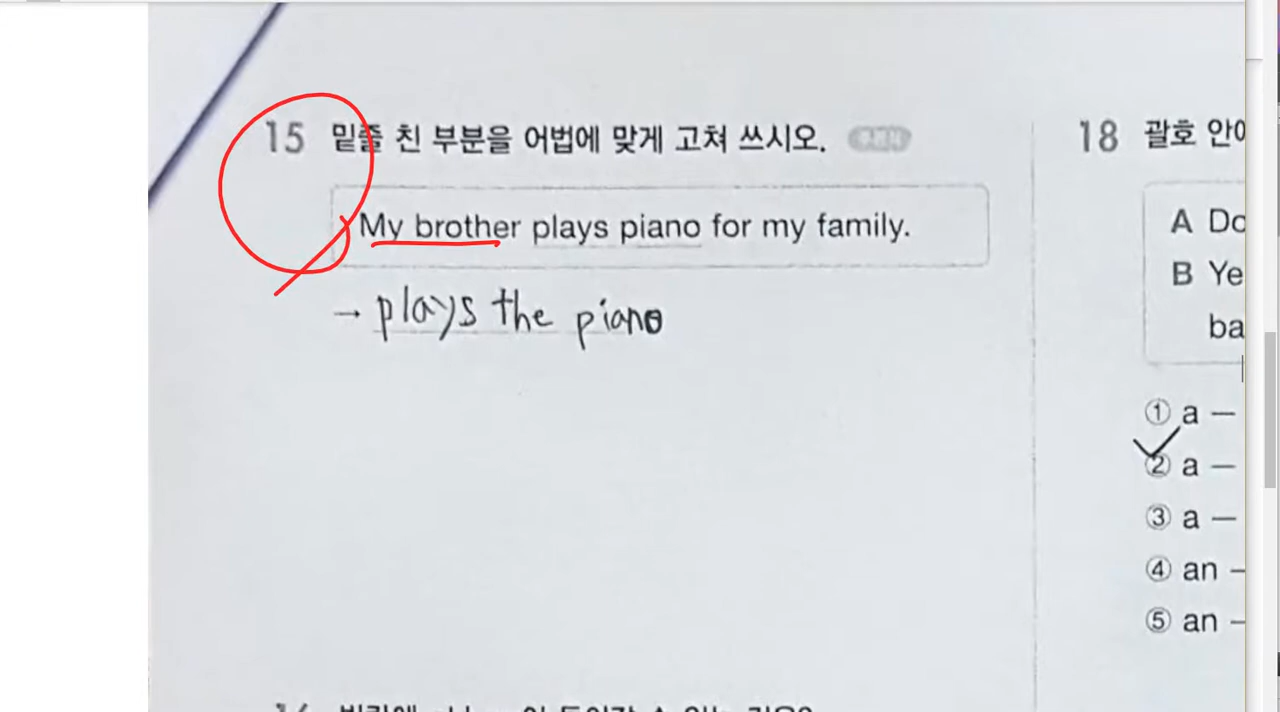 15 밑줄 친 부분을 어법에 맞게 고쳐 쓰시오.
My brother plays piano for my family.
→ plays the piano
18 괄호 안에
A Do
B Ye
ba
① a —
② a —
③ a —
④ an —
⑤ an —